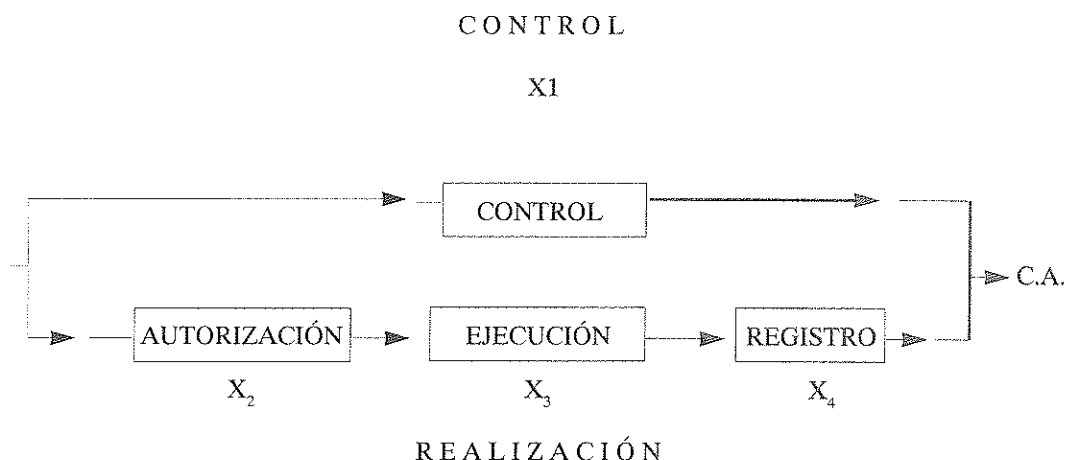 CONTROL
X1
CONTROL
C.A.
AUTORIZACIÓN
EJECUCIÓN
REGISTRO
X2
X3
X4
REALIZACIÓN